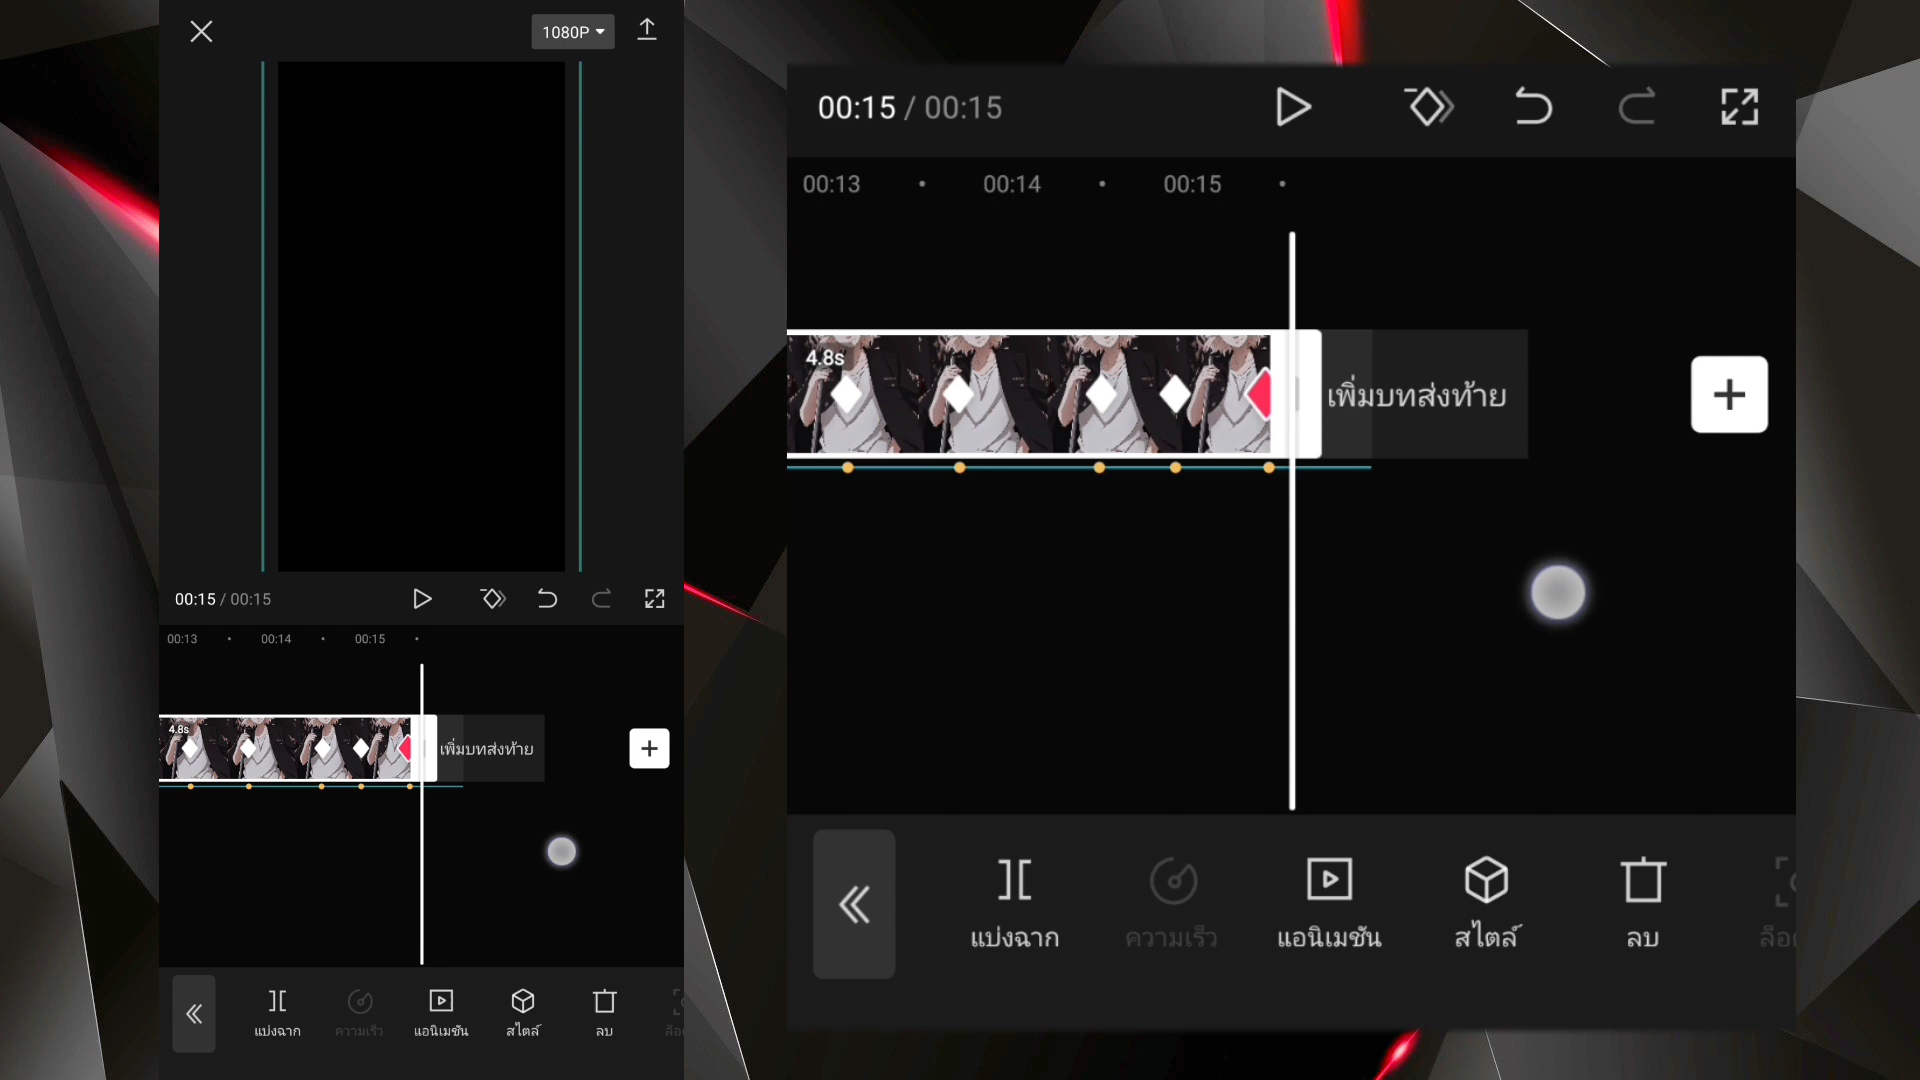 1080P
00:15 / 00:15
00:13 00:14 00:15
4.8s
เพิ่มบทส่งท้าย
แบ่งฉาก ความเร็ว แอนิเมชัน สไตล์ ลบ
00:15 / 00:15
00:13 00:14 00:15
4.8s
เพิ่มบทส่งท้าย
แบ่งฉาก ความเร็ว แอนิเมชัน สไตล์ ลบ